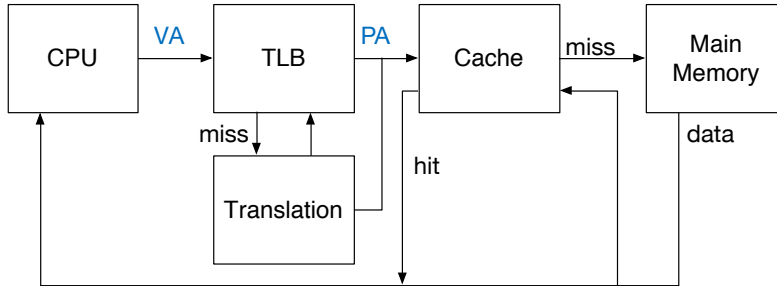 CPU
VA
TLB
PA
Cache
miss
Main
Memory
miss
data
hit
Translation